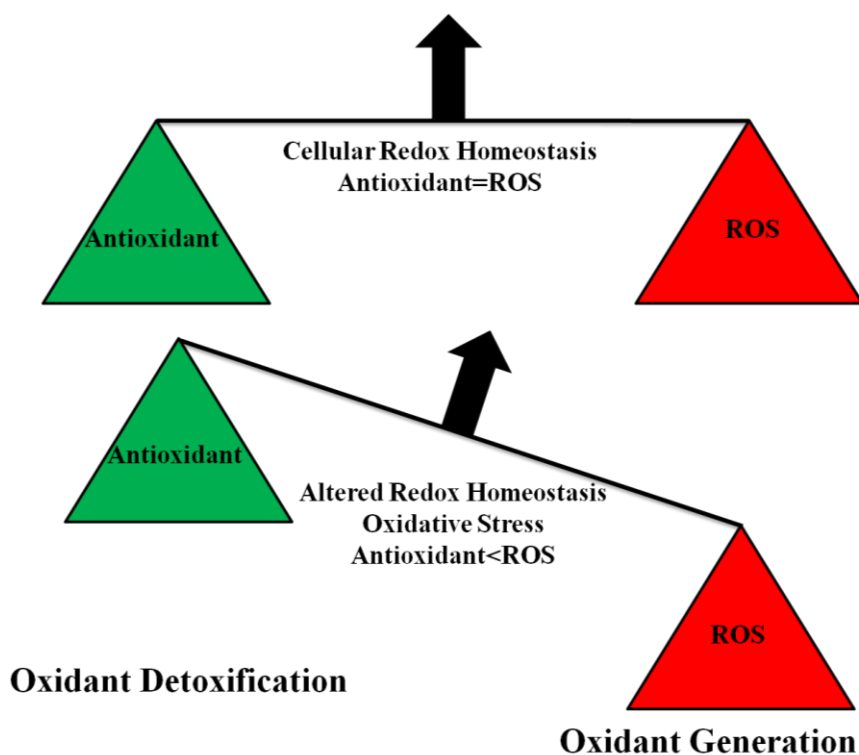 Cellular Redox Homeostasis
Antioxidant=ROS
Antioxidant
ROS
Antioxidant
Altered Redox Homeostasis
Oxidative Stress
Antioxidant<ROS
ROS
Oxidant Detoxification
Oxidant Generation